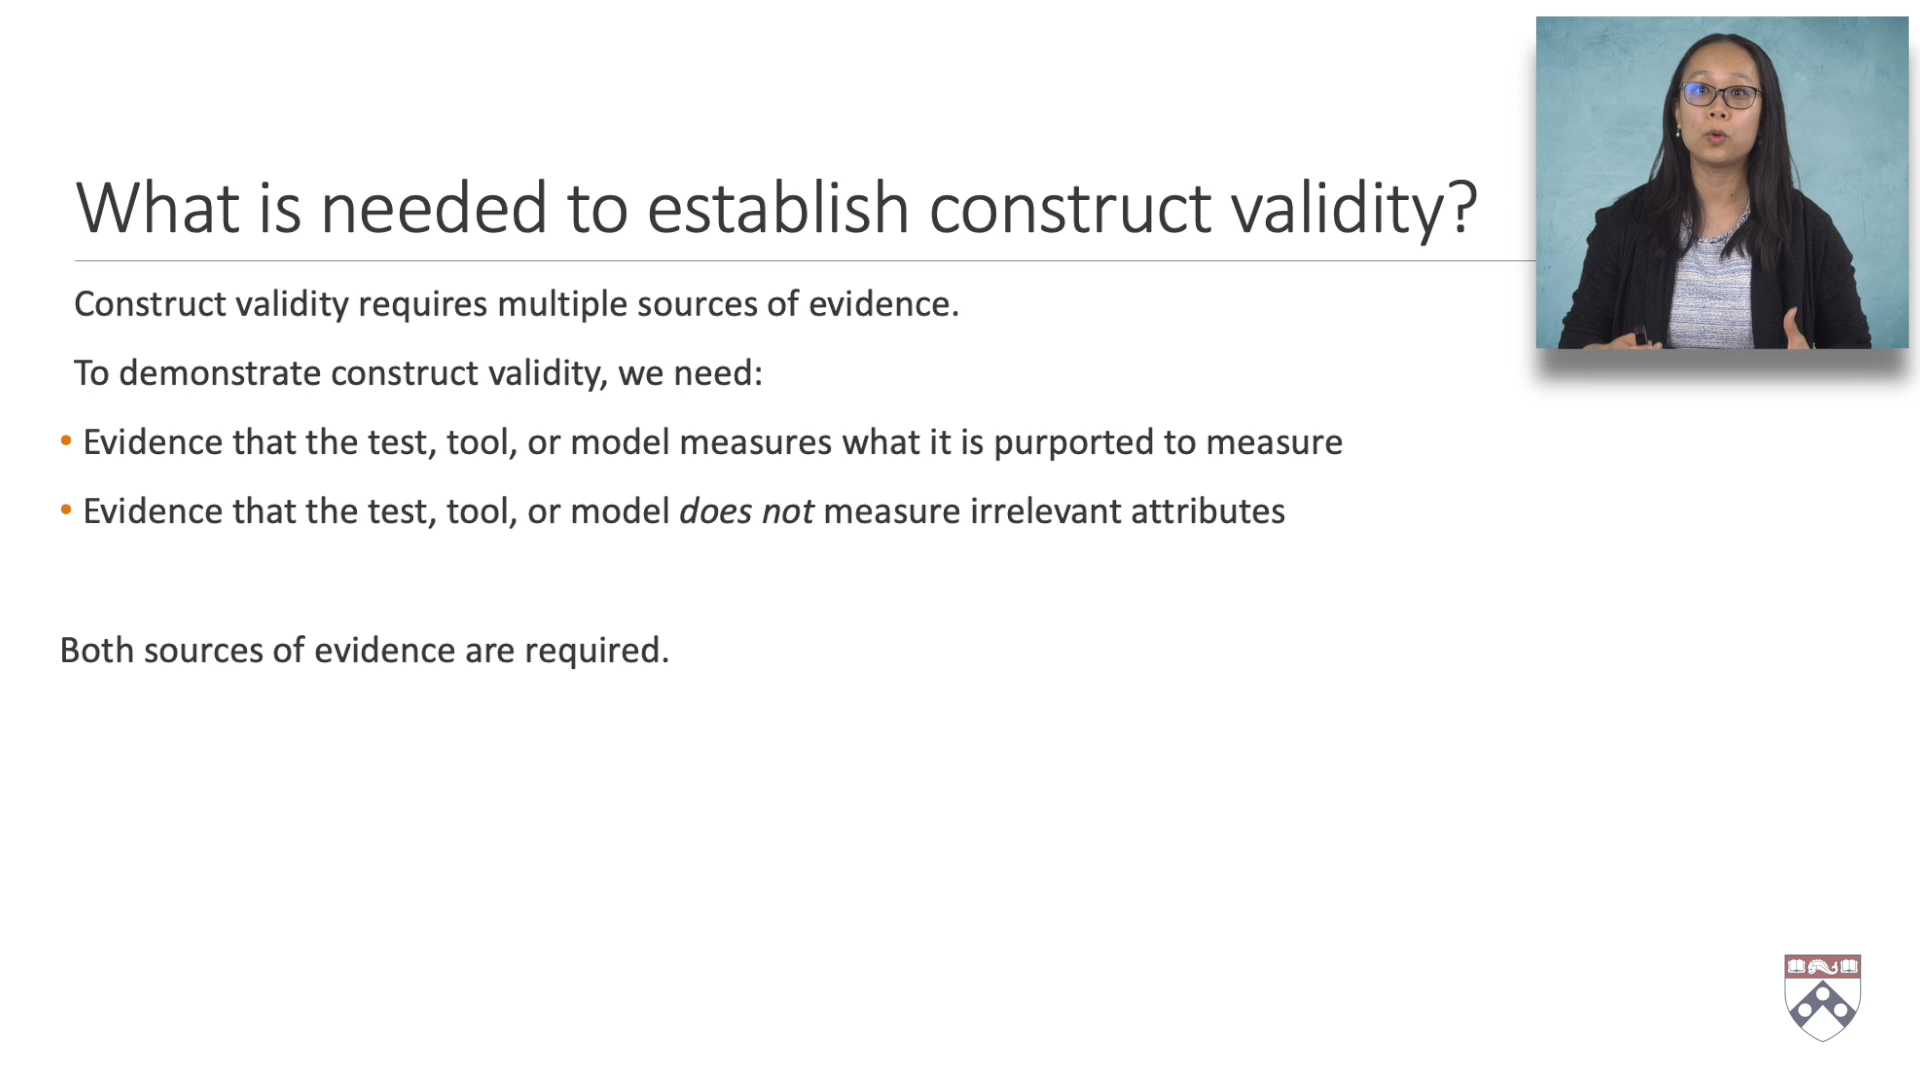 What is needed to establish construct validity?
Construct validity requires multiple sources of evidence.
To demonstrate construct validity, we need:
• Evidence that the test, tool, or model measures what it is purported to measure
• Evidence that the test, tool, or model does not measure irrelevant attributes
Both sources of evidence are required.